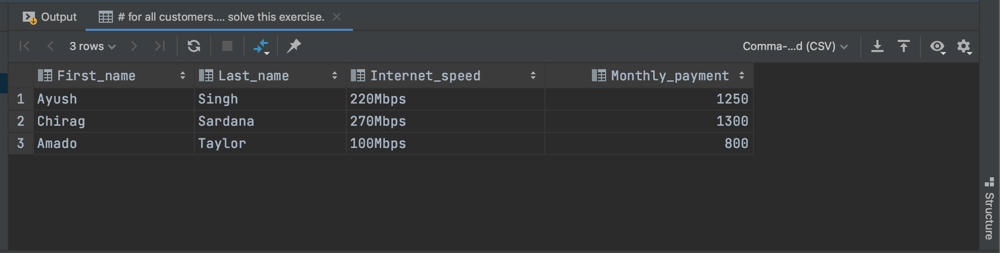 Output # for all customers.... solve this exercise.
3 rows Comma-...d (CSV)
First_name Last_name Internet_speed Monthly_payment
1 Ayush Singh 220Mbps 1250
2 Chirag Sardana 270Mbps 1300
3 Amado Taylor 100Mbps 800
Structure